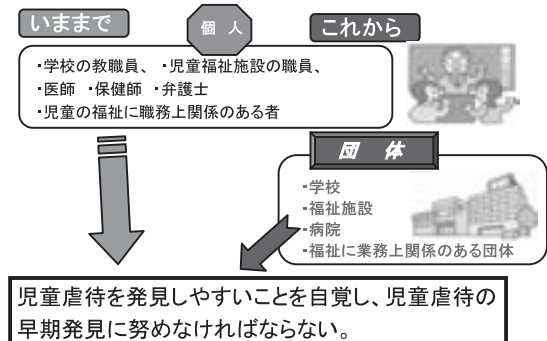 いままで
個 人
これから
・学校の教職員、 ・児童福祉施設の職員、
・医師 ・保健師 ・弁護士
・児童の福祉に職務上関係のある者
団 体
・学校
・福祉施設
・病院
・福祉に業務上関係のある団体
児童虐待を発見しやすいことを自覚し、児童虐待の
早期発見に努めなければならない。